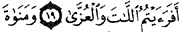 أَفَرَءَيْتُمُ ٱللَّـٰتَ وَٱلْعُزَّىٰ ١٩ وَمَنَوٰةَ